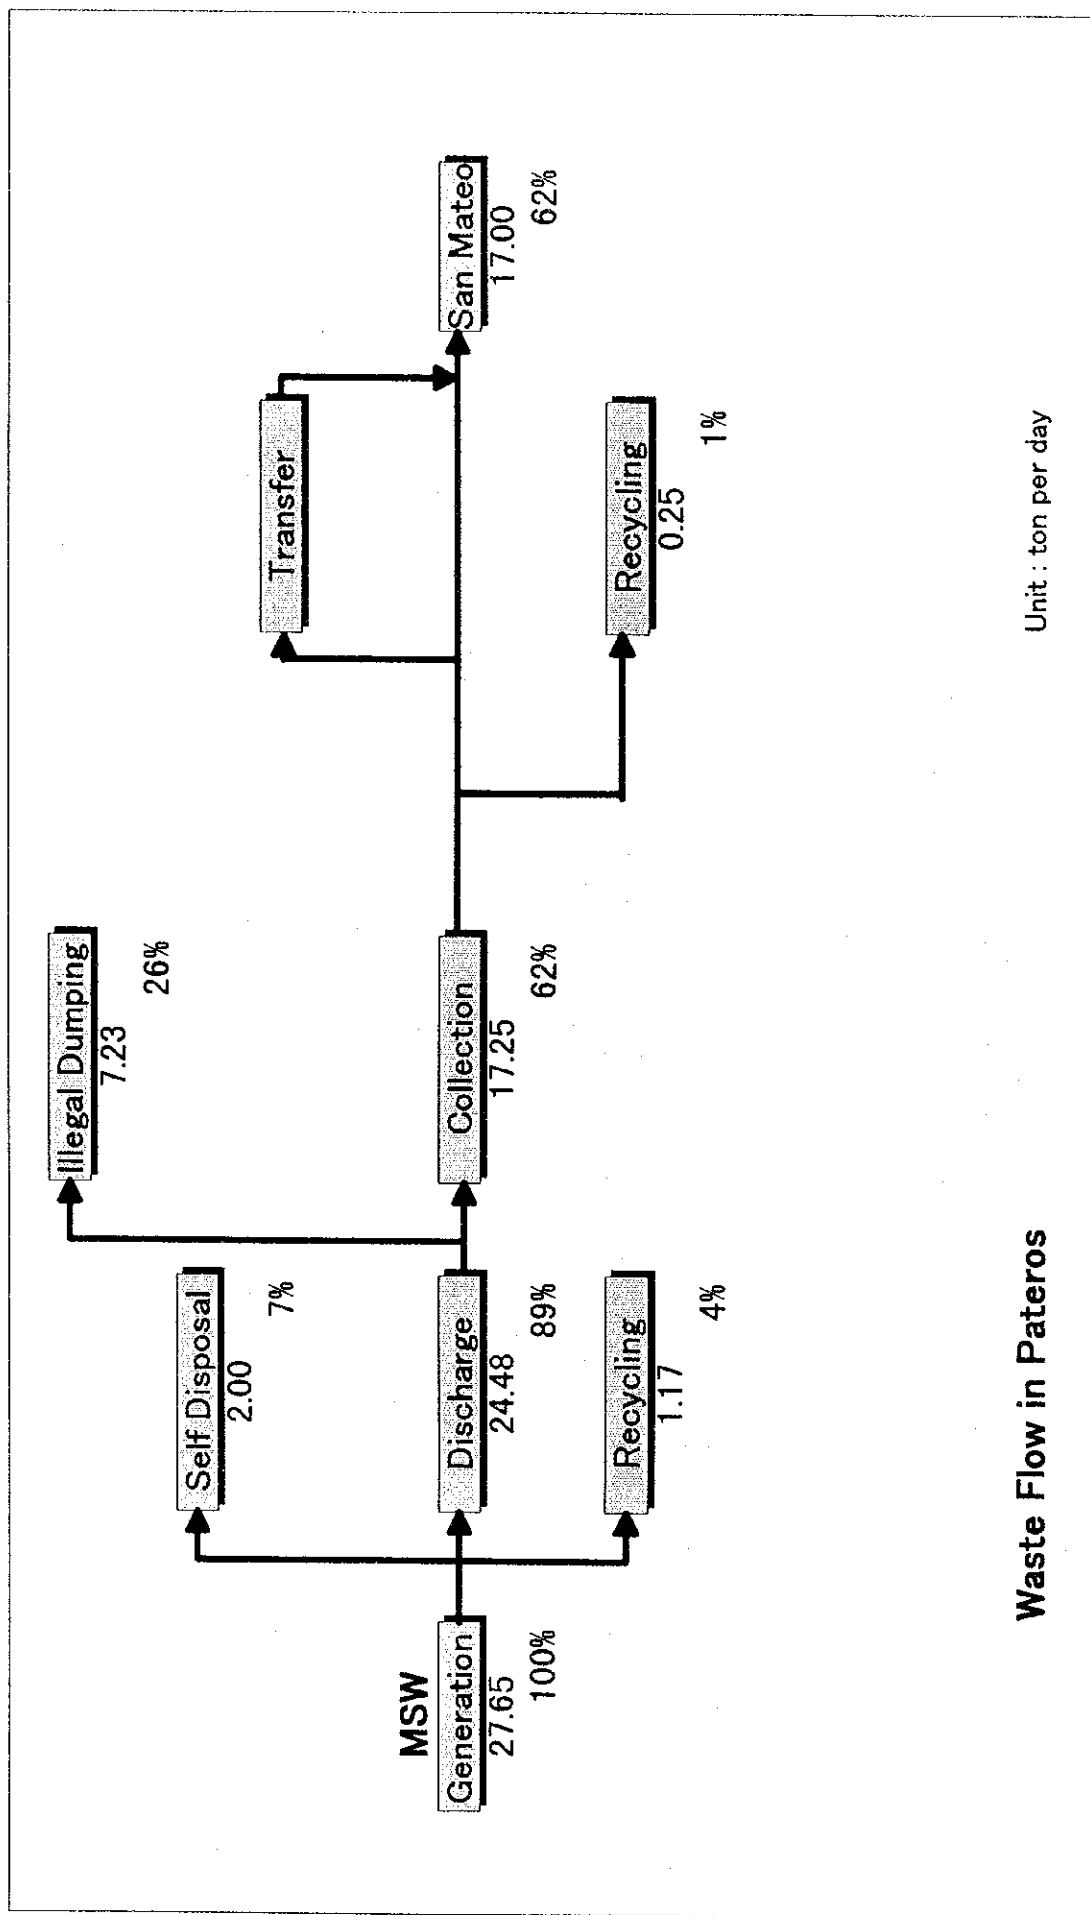 MSW
Generation
27.65
100%
Self Disposal
2.00
7%
Discharge
24.48
89%
Recycling
1.17
4%
Illegal Dumping
7.23
26%
Collection
17.25
62%
Transfer
Recycling
0.25
1%
San Mateo
17.00
62%
Waste Flow in Pateros
Unit : ton per day